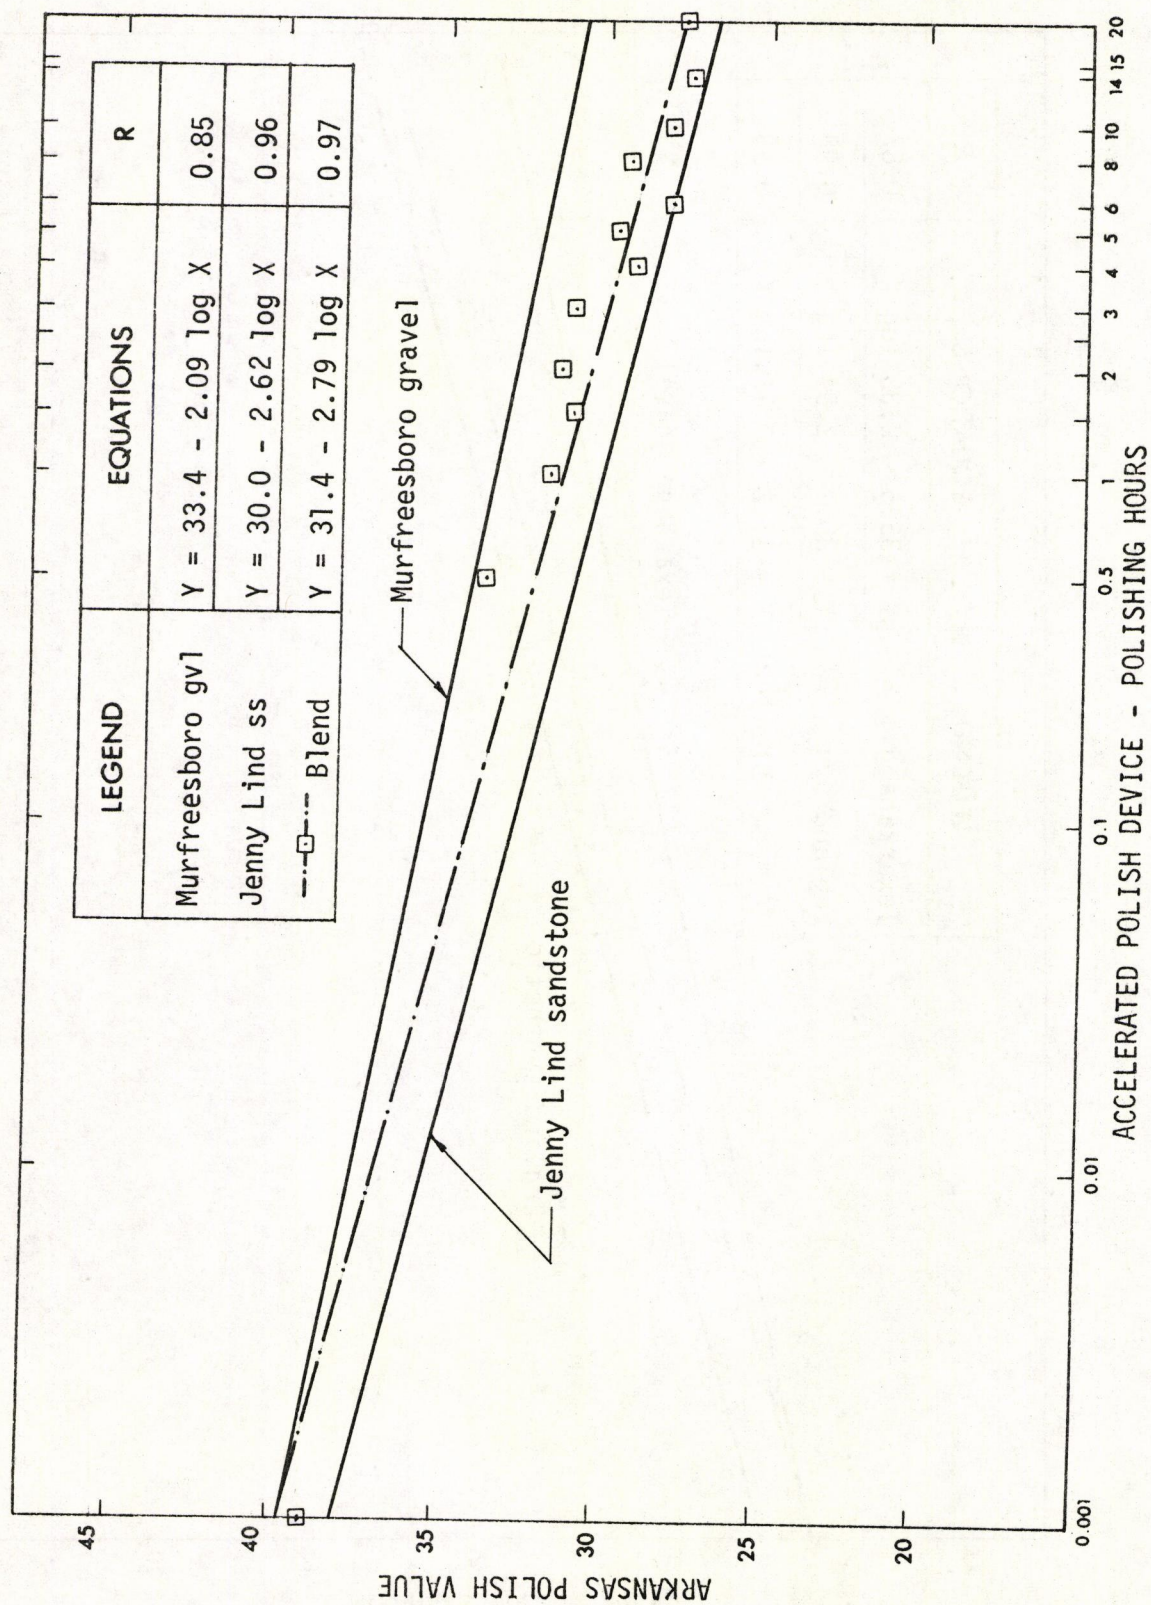 LEGEND EQUATIONS R
Murfreesboro gvl Y = 33.4 - 2.09 log X 0.85
Jenny Lind ss Y = 30.0 - 2.62 log X 0.96
Blend Y = 31.4 - 2.79 log X 0.97
Murfreesboro gravel
Jenny Lind sandstone
ARKANSAS POLISH VALUE
45
40
35
30
25
20
0.001 0.01 0.1 0.5 1 2 3 4 5 6 8 10 14 15 20
ACCELERATED POLISH DEVICE - POLISHING HOURS